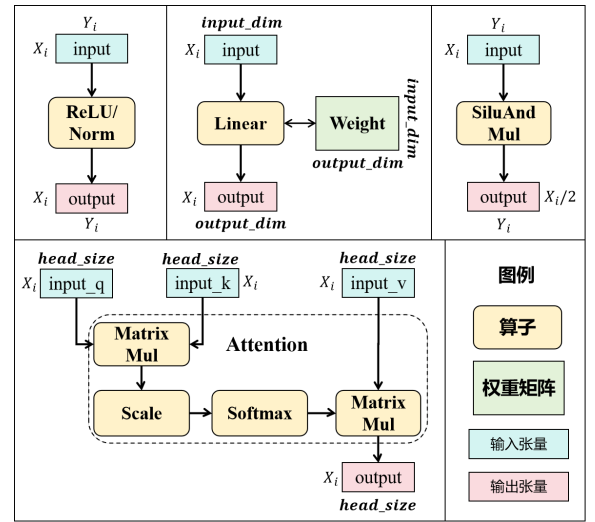 Y_i
X_i input
ReLU/
Norm
X_i output
Y_i
input_dim
X_i input
Linear
Weight
input_dim
output_dim
X_i output
output_dim
Y_i
X_i input
SiluAnd
Mul
output X_i/2
Y_i
head_size
X_i input_q
head_size
input_k X_i
head_size
X_i input_v
Attention
Matrix
Mul
Scale
Softmax
Matrix
Mul
X_i output
head_size
图例
算子
权重矩阵
输入张量
输出张量